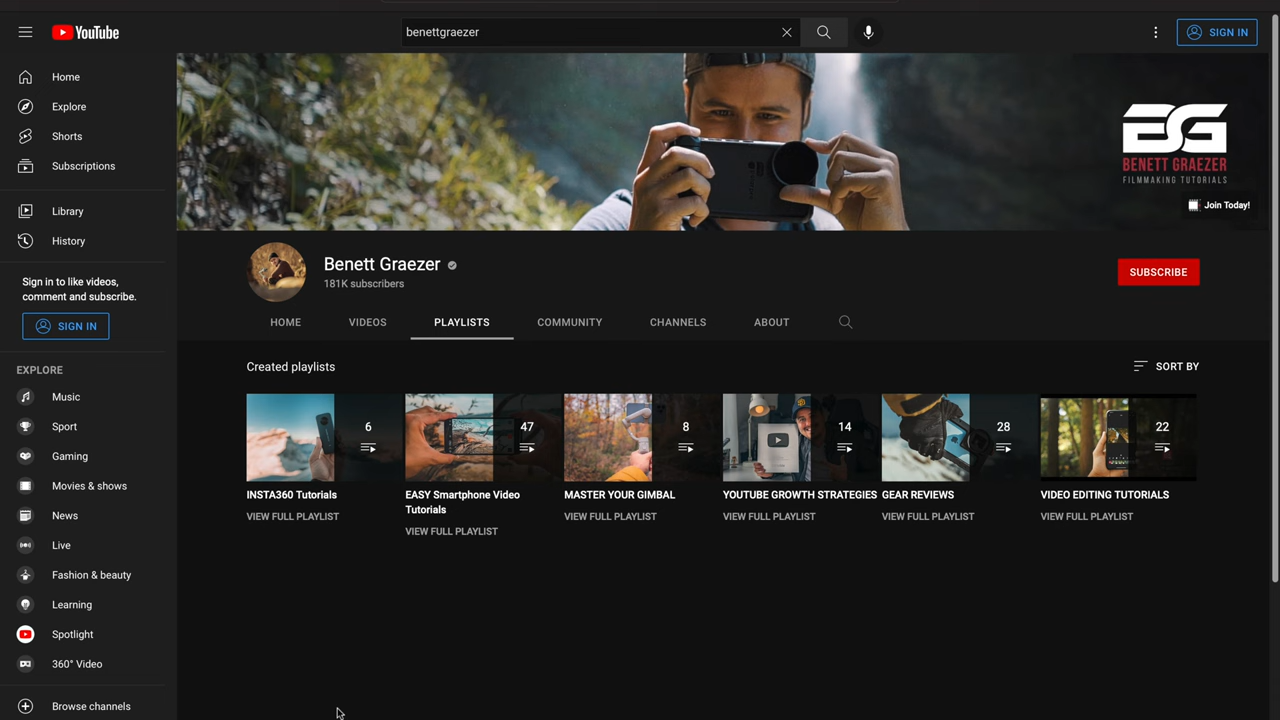 YouTube
benettgraezer
SIGN IN
Home
Explore
Shorts
Subscriptions
Library
History
Sign in to like videos,
comment and subscribe.
SIGN IN
EXPLORE
Music
Sport
Gaming
Movies & shows
News
Live
Fashion & beauty
Learning
Spotlight
360° Video
Browse channels
BG
BENETT GRAEZER
FILMMAKING TUTORIALS
Join Today!
Benett Graezer
181K subscribers
SUBSCRIBE
HOME
VIDEOS
PLAYLISTS
COMMUNITY
CHANNELS
ABOUT
Created playlists
SORT BY
6
INSTA360 Tutorials
VIEW FULL PLAYLIST
47
EASY Smartphone Video
Tutorials
VIEW FULL PLAYLIST
8
MASTER YOUR GIMBAL
VIEW FULL PLAYLIST
14
YOUTUBE GROWTH STRATEGIES
VIEW FULL PLAYLIST
28
GEAR REVIEWS
VIEW FULL PLAYLIST
22
VIDEO EDITING TUTORIALS
VIEW FULL PLAYLIST